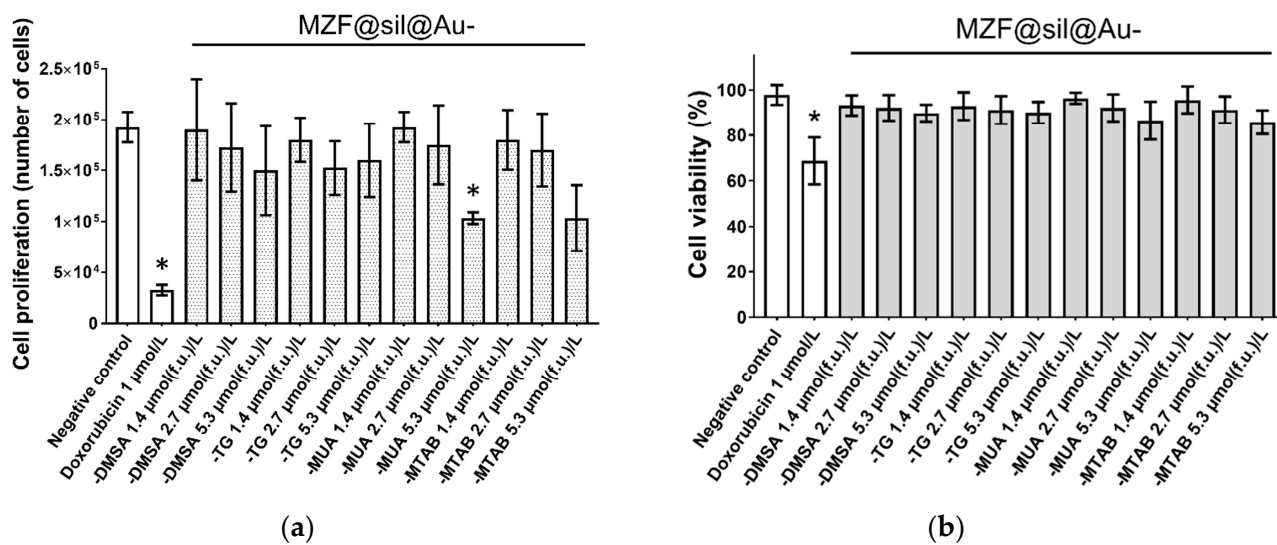 (a)
MZF@sil@Au-
Cell proliferation (number of cells)
2.5×10⁵
2×10⁵
1.5×10⁵
1×10⁵
5×10⁴
0
*
*
Negative control
Doxorubicin 1 µmol/L
-DMSA 1.4 µmol(f.u.)/L
-DMSA 2.7 µmol(f.u.)/L
-DMSA 5.3 µmol(f.u.)/L
-TG 1.4 µmol(f.u.)/L
-TG 2.7 µmol(f.u.)/L
-TG 5.3 µmol(f.u.)/L
-MUA 1.4 µmol(f.u.)/L
-MUA 2.7 µmol(f.u.)/L
-MUA 5.3 µmol(f.u.)/L
-MTAB 1.4 µmol(f.u.)/L
-MTAB 2.7 µmol(f.u.)/L
-MTAB 5.3 µmol(f.u.)/L
(a)
(b)
MZF@sil@Au-
Cell viability (%)
100
80
60
40
20
0
*
Negative control
Doxorubicin 1 µmol/L
-DMSA 1.4 µmol(f.u.)/L
-DMSA 2.7 µmol(f.u.)/L
-DMSA 5.3 µmol(f.u.)/L
-TG 1.4 µmol(f.u.)/L
-TG 2.7 µmol(f.u.)/L
-TG 5.3 µmol(f.u.)/L
-MUA 1.4 µmol(f.u.)/L
-MUA 2.7 µmol(f.u.)/L
-MUA 5.3 µmol(f.u.)/L
-MTAB 1.4 µmol(f.u.)/L
-MTAB 2.7 µmol(f.u.)/L
-MTAB 5.3 µmol(f.u.)/L
(b)